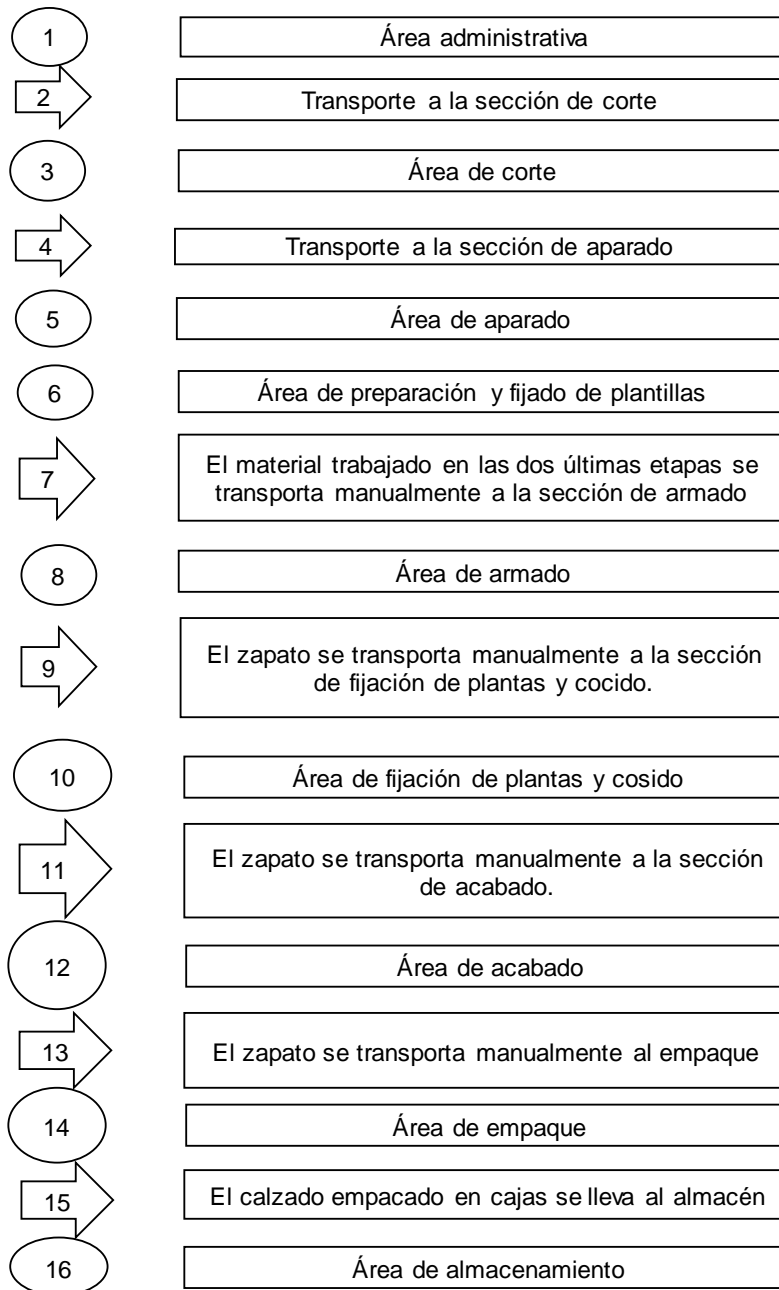 1 Área administrativa
2 Transporte a la sección de corte
3 Área de corte
4 Transporte a la sección de aparado
5 Área de aparado
6 Área de preparación y fijado de plantillas
7 El material trabajado en las dos últimas etapas se
transporta manualmente a la sección de armado
8 Área de armado
9 El zapato se transporta manualmente a la sección
de fijación de plantas y cocido.
10 Área de fijación de plantas y cosido
11 El zapato se transporta manualmente a la sección
de acabado.
12 Área de acabado
13 El zapato se transporta manualmente al empaque
14 Área de empaque
15 El calzado empacado en cajas se lleva al almacén
16 Área de almacenamiento